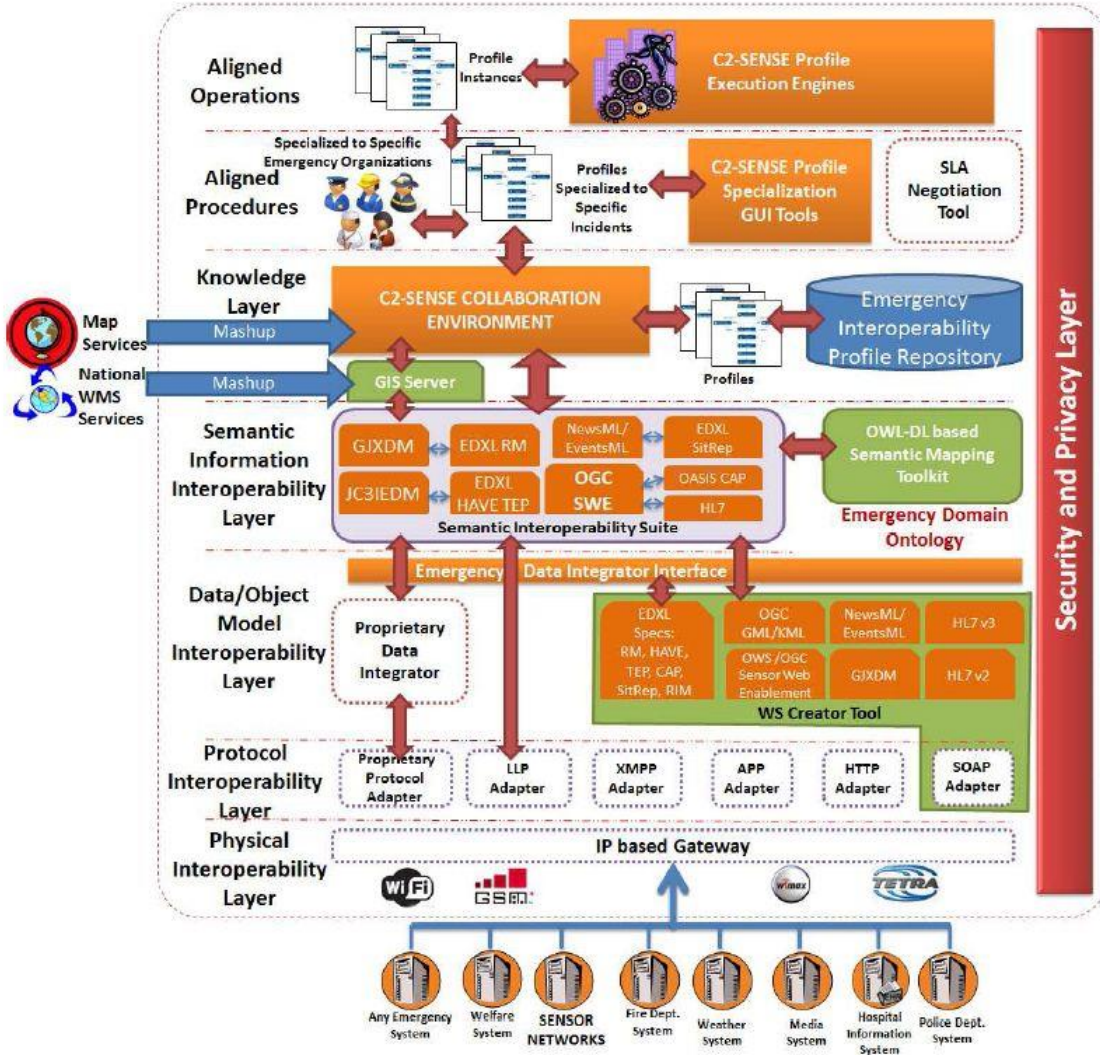 Aligned
Operations
Profile
Instances
C2-SENSE Profile
Execution Engines
Specialized to Specific
Emergency Organizations
Aligned
Procedures
Profiles
Specialized to
Specific
Incidents
C2-SENSE Profile
Specialization
GUI Tools
SLA
Negotiation
Tool
Knowledge
Layer
C2-SENSE COLLABORATION
ENVIRONMENT
Emergency
Interoperability
Profile Repository
Profiles
Map
Services
Mashup
National
WMS
Services
Mashup
GIS Server
Semantic
Information
Interoperability
Layer
GJXDM
EDXL RM
NewsML/
EventsML
EDXL
SitRep
JC3IEDM
EDXL
HAVE TEP
OGC
SWE
OASIS CAP
HL7
Semantic Interoperability Suite
OWL-DL based
Semantic Mapping
Toolkit
Emergency Domain
Ontology
Emergency Data Integrator Interface
Data/Object
Model
Interoperability
Layer
Proprietary
Data
Integrator
EDXL
Specs:
RM, HAVE,
TEP, CAP,
SitRep, RIM
OGC
GML/KML
NewsML/
EventsML
HL7 v3
OWS /OGC
Sensor Web
Enablement
GJXDM
HL7 v2
WS Creator Tool
Protocol
Interoperability
Layer
Proprietary
Protocol
Adapter
LLP
Adapter
XMPP
Adapter
APP
Adapter
HTTP
Adapter
SOAP
Adapter
Physical
Interoperability
Layer
IP based Gateway
WiFi
GSM
wimax
TETRA
Security and Privacy Layer
Any Emergency
System
Welfare
System
SENSOR
NETWORKS
Fire Dept.
System
Weather
System
Media
System
Hospital
Information
System
Police Dept.
System